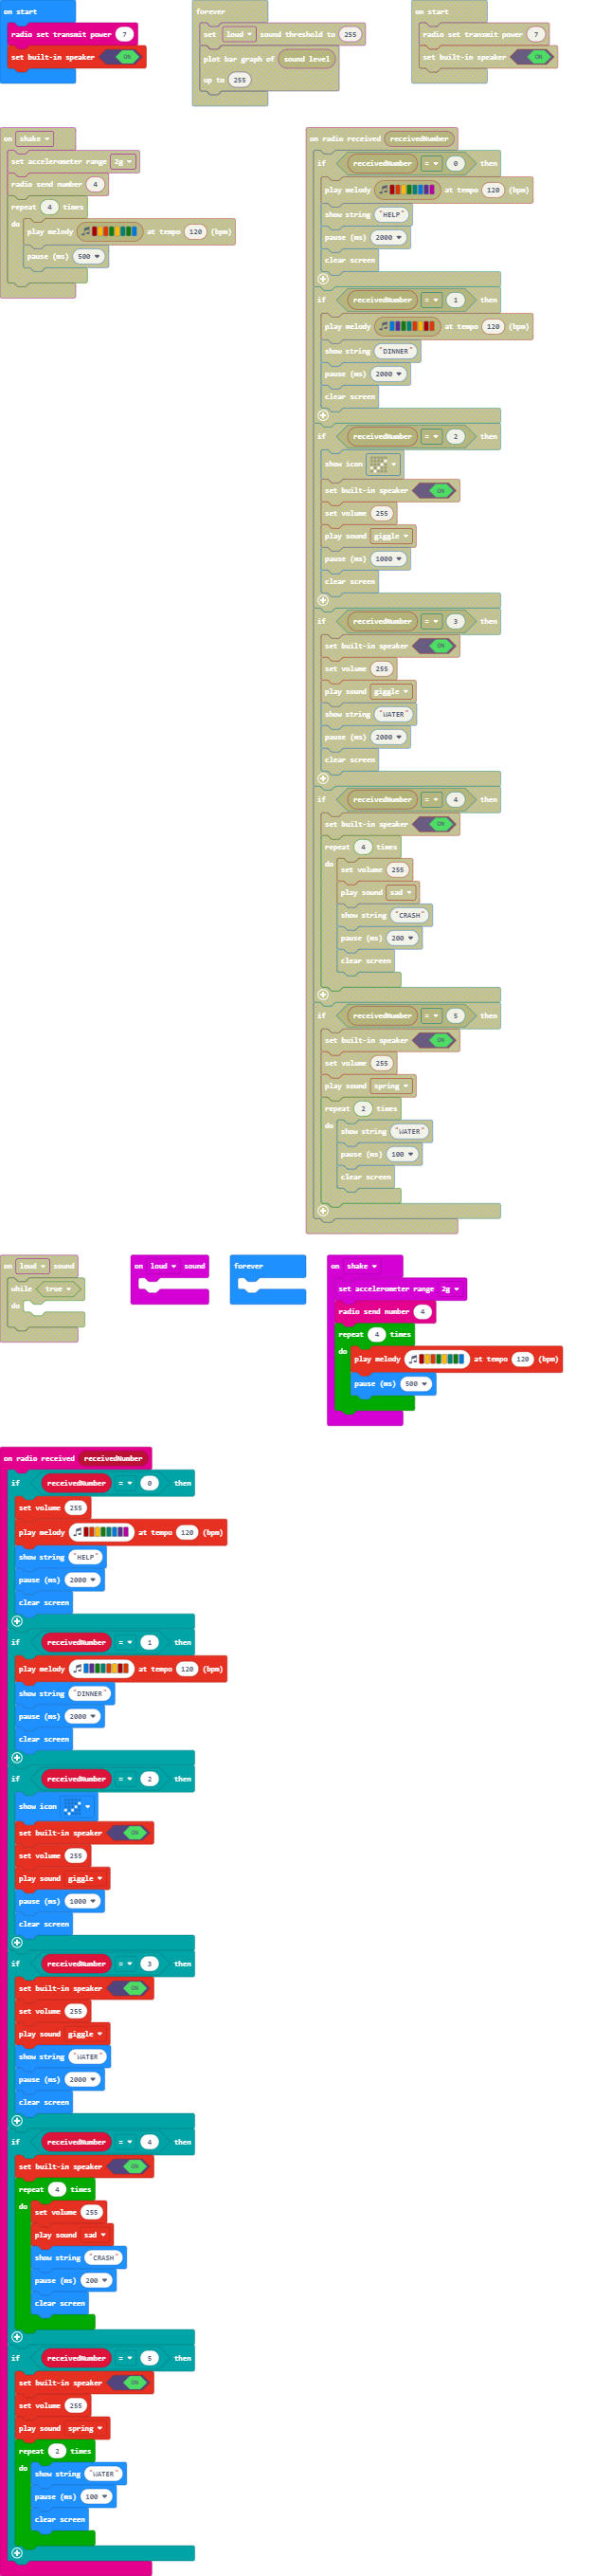 on start
radio set transmit power 7
set built-in speaker ON
forever
set loud sound threshold to 255
plot bar graph of sound level
up to 255
on start
radio set transmit power 7
set built-in speaker ON
on shake
set accelerometer range 2g
radio send number 4
repeat 4 times
do
play melody at tempo 120 (bpm)
pause (ms) 500
on radio received receivedNumber
if receivedNumber = 0 then
play melody at tempo 120 (bpm)
show string "HELP"
pause (ms) 2000
clear screen
if receivedNumber = 1 then
play melody at tempo 120 (bpm)
show string "DINNER"
pause (ms) 2000
clear screen
if receivedNumber = 2 then
show icon
set built-in speaker ON
set volume 255
play sound giggle
pause (ms) 1000
clear screen
if receivedNumber = 3 then
set built-in speaker ON
set volume 255
play sound giggle
show string "WATER"
pause (ms) 2000
clear screen
if receivedNumber = 4 then
set built-in speaker ON
repeat 4 times
do
set volume 255
play sound sad
show string "CRASH"
pause (ms) 200
clear screen
if receivedNumber = 5 then
set built-in speaker ON
set volume 255
play sound spring
repeat 2 times
do
show string "WATER"
pause (ms) 100
clear screen
on loud sound
while true
do
on loud sound
forever
on shake
set accelerometer range 2g
radio send number 4
repeat 4 times
do
play melody at tempo 120 (bpm)
pause (ms) 500
on radio received receivedNumber
if receivedNumber = 0 then
set volume 255
play melody at tempo 120 (bpm)
show string "HELP"
pause (ms) 2000
clear screen
if receivedNumber = 1 then
play melody at tempo 120 (bpm)
show string "DINNER"
pause (ms) 2000
clear screen
if receivedNumber = 2 then
show icon
set built-in speaker ON
set volume 255
play sound giggle
pause (ms) 1000
clear screen
if receivedNumber = 3 then
set built-in speaker ON
set volume 255
play sound giggle
show string "WATER"
pause (ms) 2000
clear screen
if receivedNumber = 4 then
set built-in speaker ON
repeat 4 times
do
set volume 255
play sound sad
show string "CRASH"
pause (ms) 200
clear screen
if receivedNumber = 5 then
set built-in speaker ON
set volume 255
play sound spring
repeat 2 times
do
show string "WATER"
pause (ms) 100
clear screen